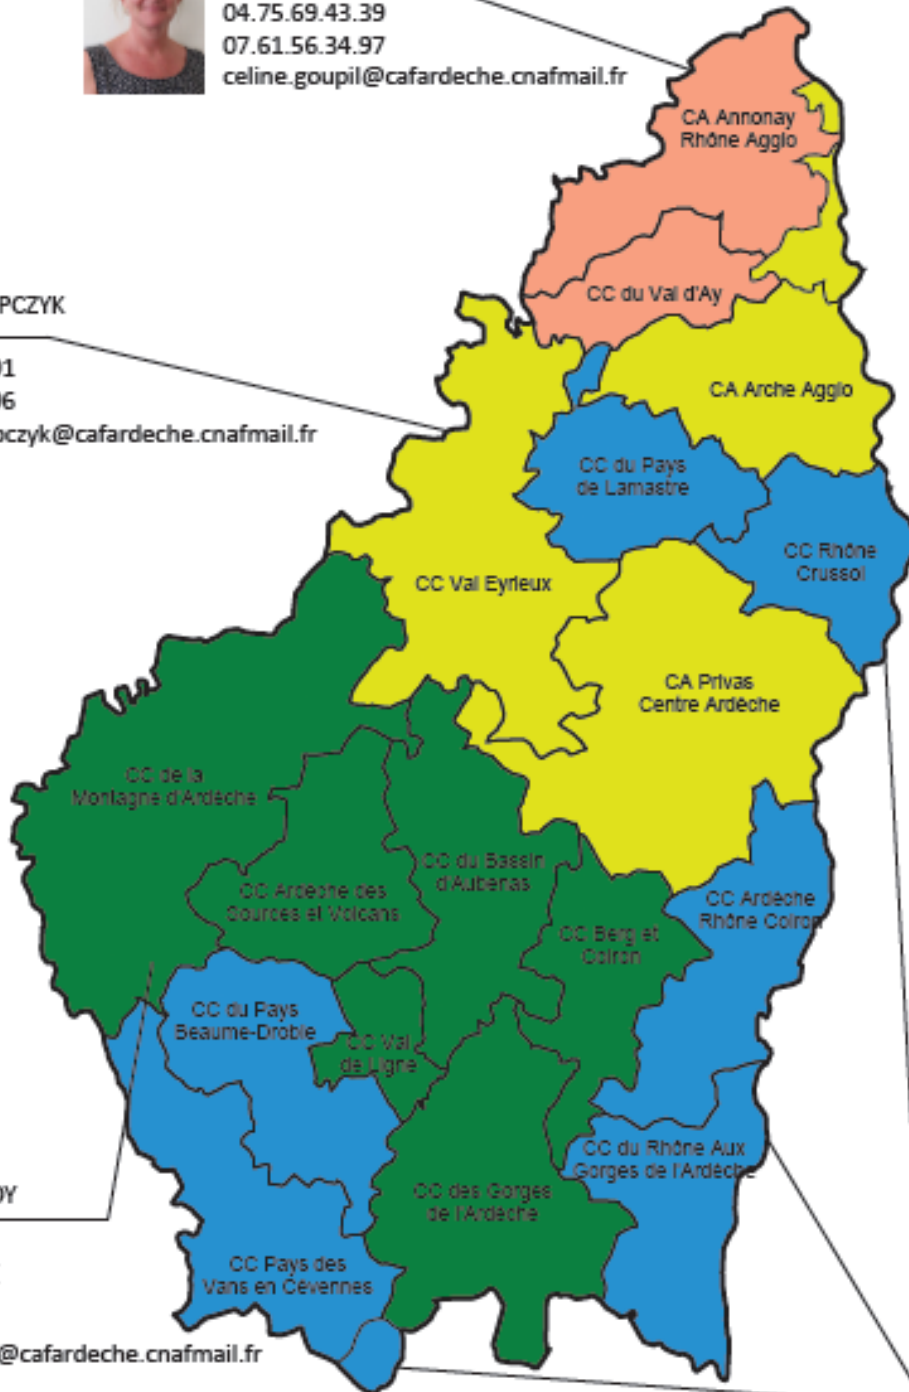 04.75.69.43.39
07.61.56.34.97
celine.goupil@cafardeche.cnafmail.fr
CA Annonay
Rhône Agglo
CC du Val d'Ay
PCZYK
CA Arche Agglo
oczyk@cafardeche.cnafmail.fr
CC du Pays
de Lamastre
CC Rhône
Crussol
CC Val Eyrieux
CA Privas
Centre Ardèche
CC de la
Montagne d'Ardèche
CC du Bassin
d'Aubenas
CC Ardèche des
Sources et Volcans
CC Ardèche
Rhône Coiron
CC Berg et
Coiron
CC du Pays
Beaume-Drobie
CC Val
de Ligne
CC du Rhône Aux
Gorges de l'Ardèche
CC des Gorges
de l'Ardèche
CC Pays des
Vans en Cévennes
@cafardeche.cnafmail.fr